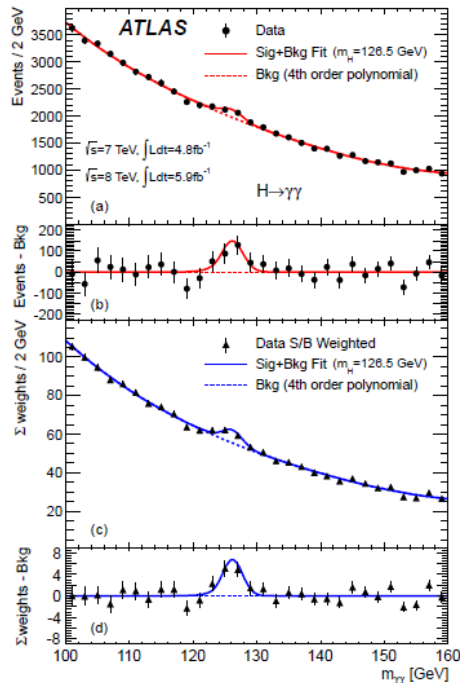 ATLAS
Data
Sig+Bkg Fit (m_H=126.5 GeV)
Bkg (4th order polynomial)
Events / 2 GeV
3500
3000
2500
2000
1500
1000
500
√s=7 TeV, ∫Ldt=4.8fb⁻¹
√s=8 TeV, ∫Ldt=5.9fb⁻¹
H→γγ
(a)
Events - Bkg
200
100
0
-100
-200
(b)
Σ weights / 2 GeV
100
80
60
40
20
Data S/B Weighted
Sig+Bkg Fit (m_H=126.5 GeV)
Bkg (4th order polynomial)
(c)
Σ weights - Bkg
8
4
0
-4
-8
(d)
100 110 120 130 140 150 160
m_γγ [GeV]